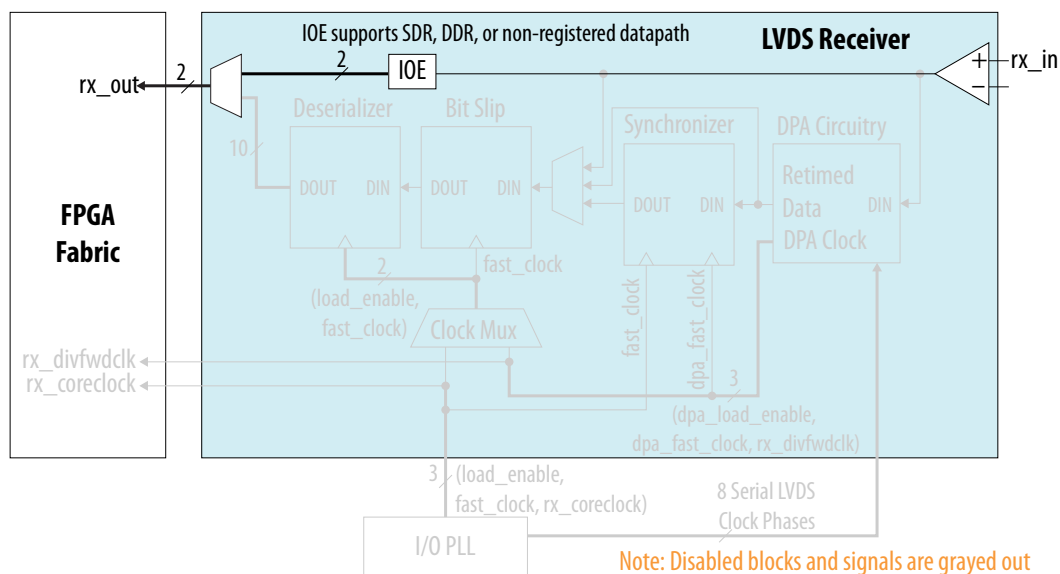 IOE supports SDR, DDR, or non-registered datapath
LVDS Receiver
2
rx_out
2
IOE
+
−
rx_in
Deserializer
Bit Slip
Synchronizer
DPA Circuitry
10
DOUT
DIN
DOUT
DIN
DOUT
DIN
Retimed
Data
DIN
DPA Clock
FPGA
Fabric
2
fast_clock
(load_enable,
fast_clock)
Clock Mux
fast_clock
dpa_fast_clock
rx_divfwdclk
rx_coreclock
3
(dpa_load_enable,
dpa_fast_clock, rx_divfwdclk)
3
(load_enable,
fast_clock, rx_coreclock)
8 Serial LVDS
Clock Phases
I/O PLL
Note: Disabled blocks and signals are grayed out